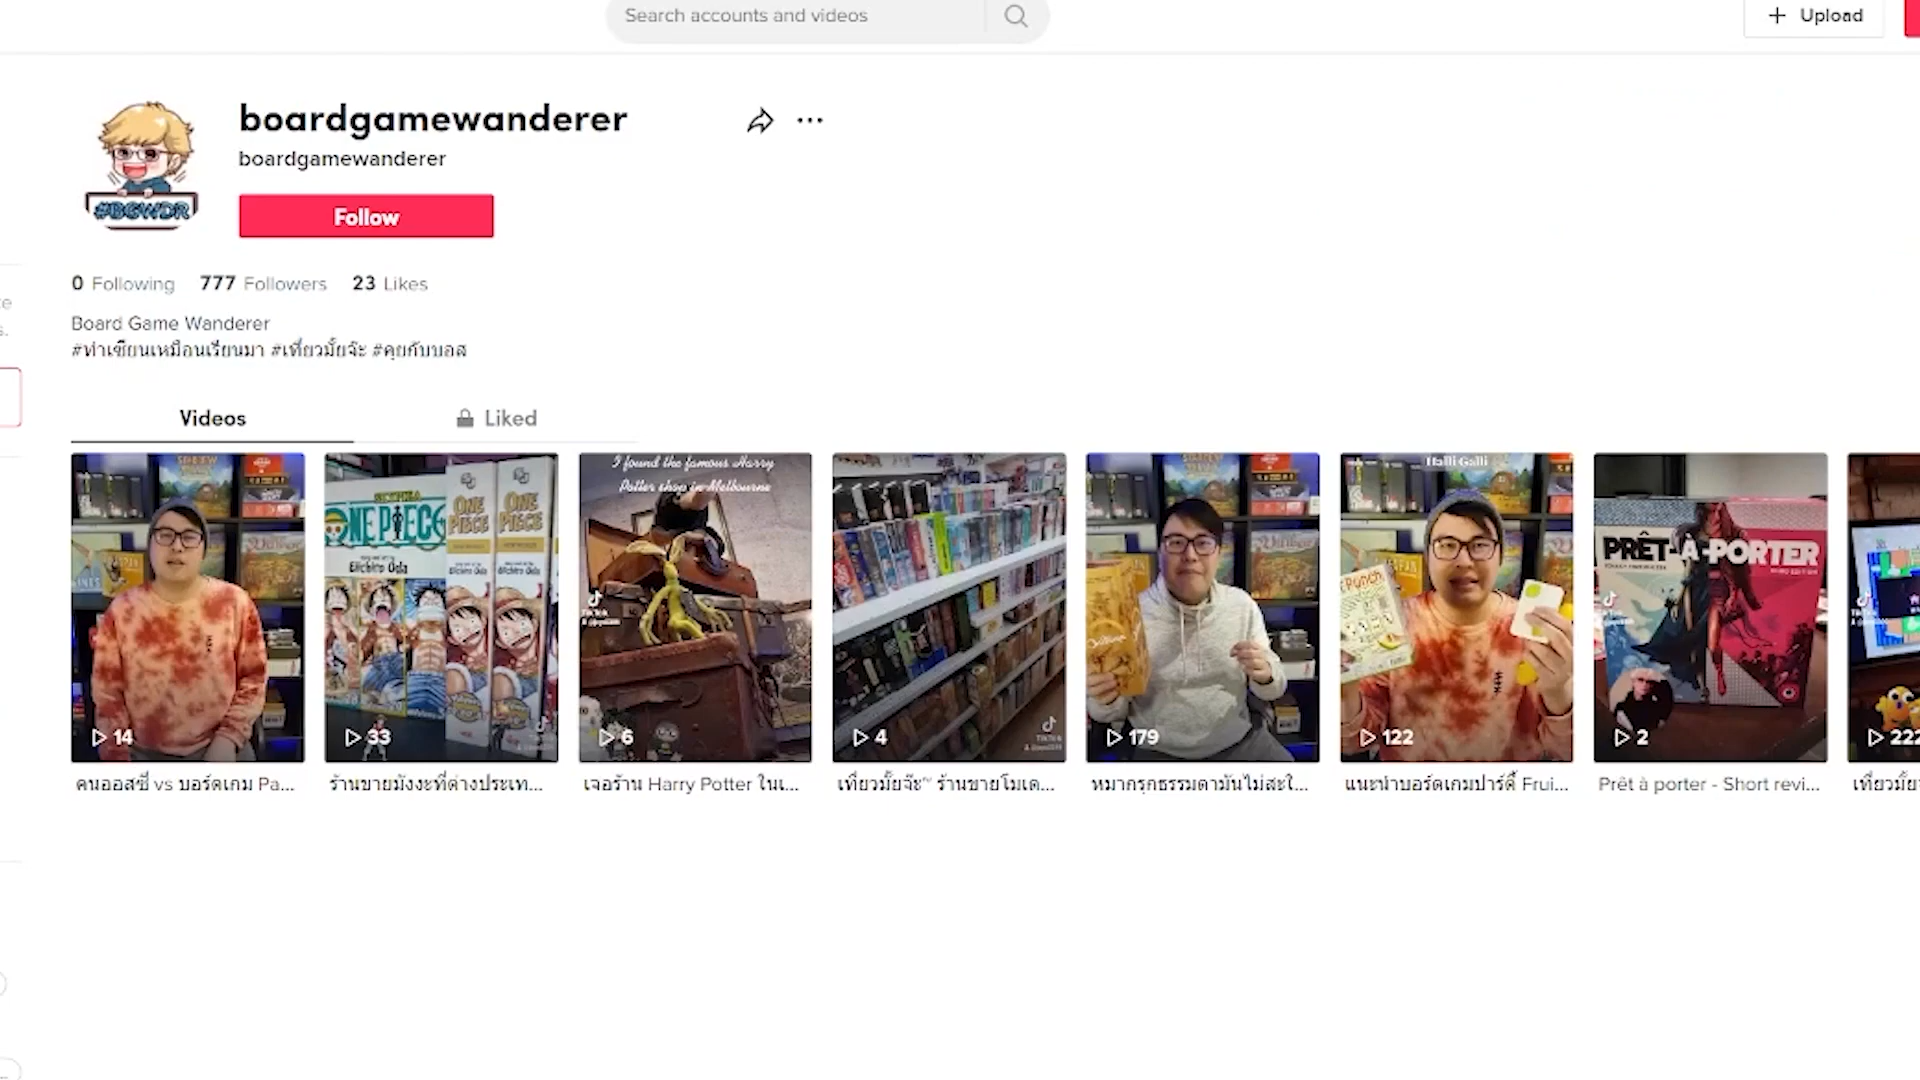 Search accounts and videos
Upload
boardgamewanderer
boardgamewanderer
#BGWDR
Follow
0 Following 777 Followers 23 Likes
Board Game Wanderer
#ทำเซียนเหมือนเรียนมา #เที่ยวมั้ยจ๊ะ #คุยกับบอส
Videos
Liked
ONE PIECE
Eiichiro Oda
ONE PIECE
ONE PIECE
I found the famous Harry
Potter shop in Melbourne
Halli Galli
PRÊT-À-PORTER
14
33
6
4
179
122
2
222
คนออสซี่ vs บอร์ดเกม Pa...
ร้านขายมังงะที่ต่างประเท...
เจอร้าน Harry Potter ในเ...
เที่ยวมั้ยจ๊ะ~ ร้านขายโมเด...
หมากรุกธรรมดามันไม่สะใ...
แนะนำบอร์ดเกมปาร์ตี้ Frui...
Prêt à porter - Short revi...